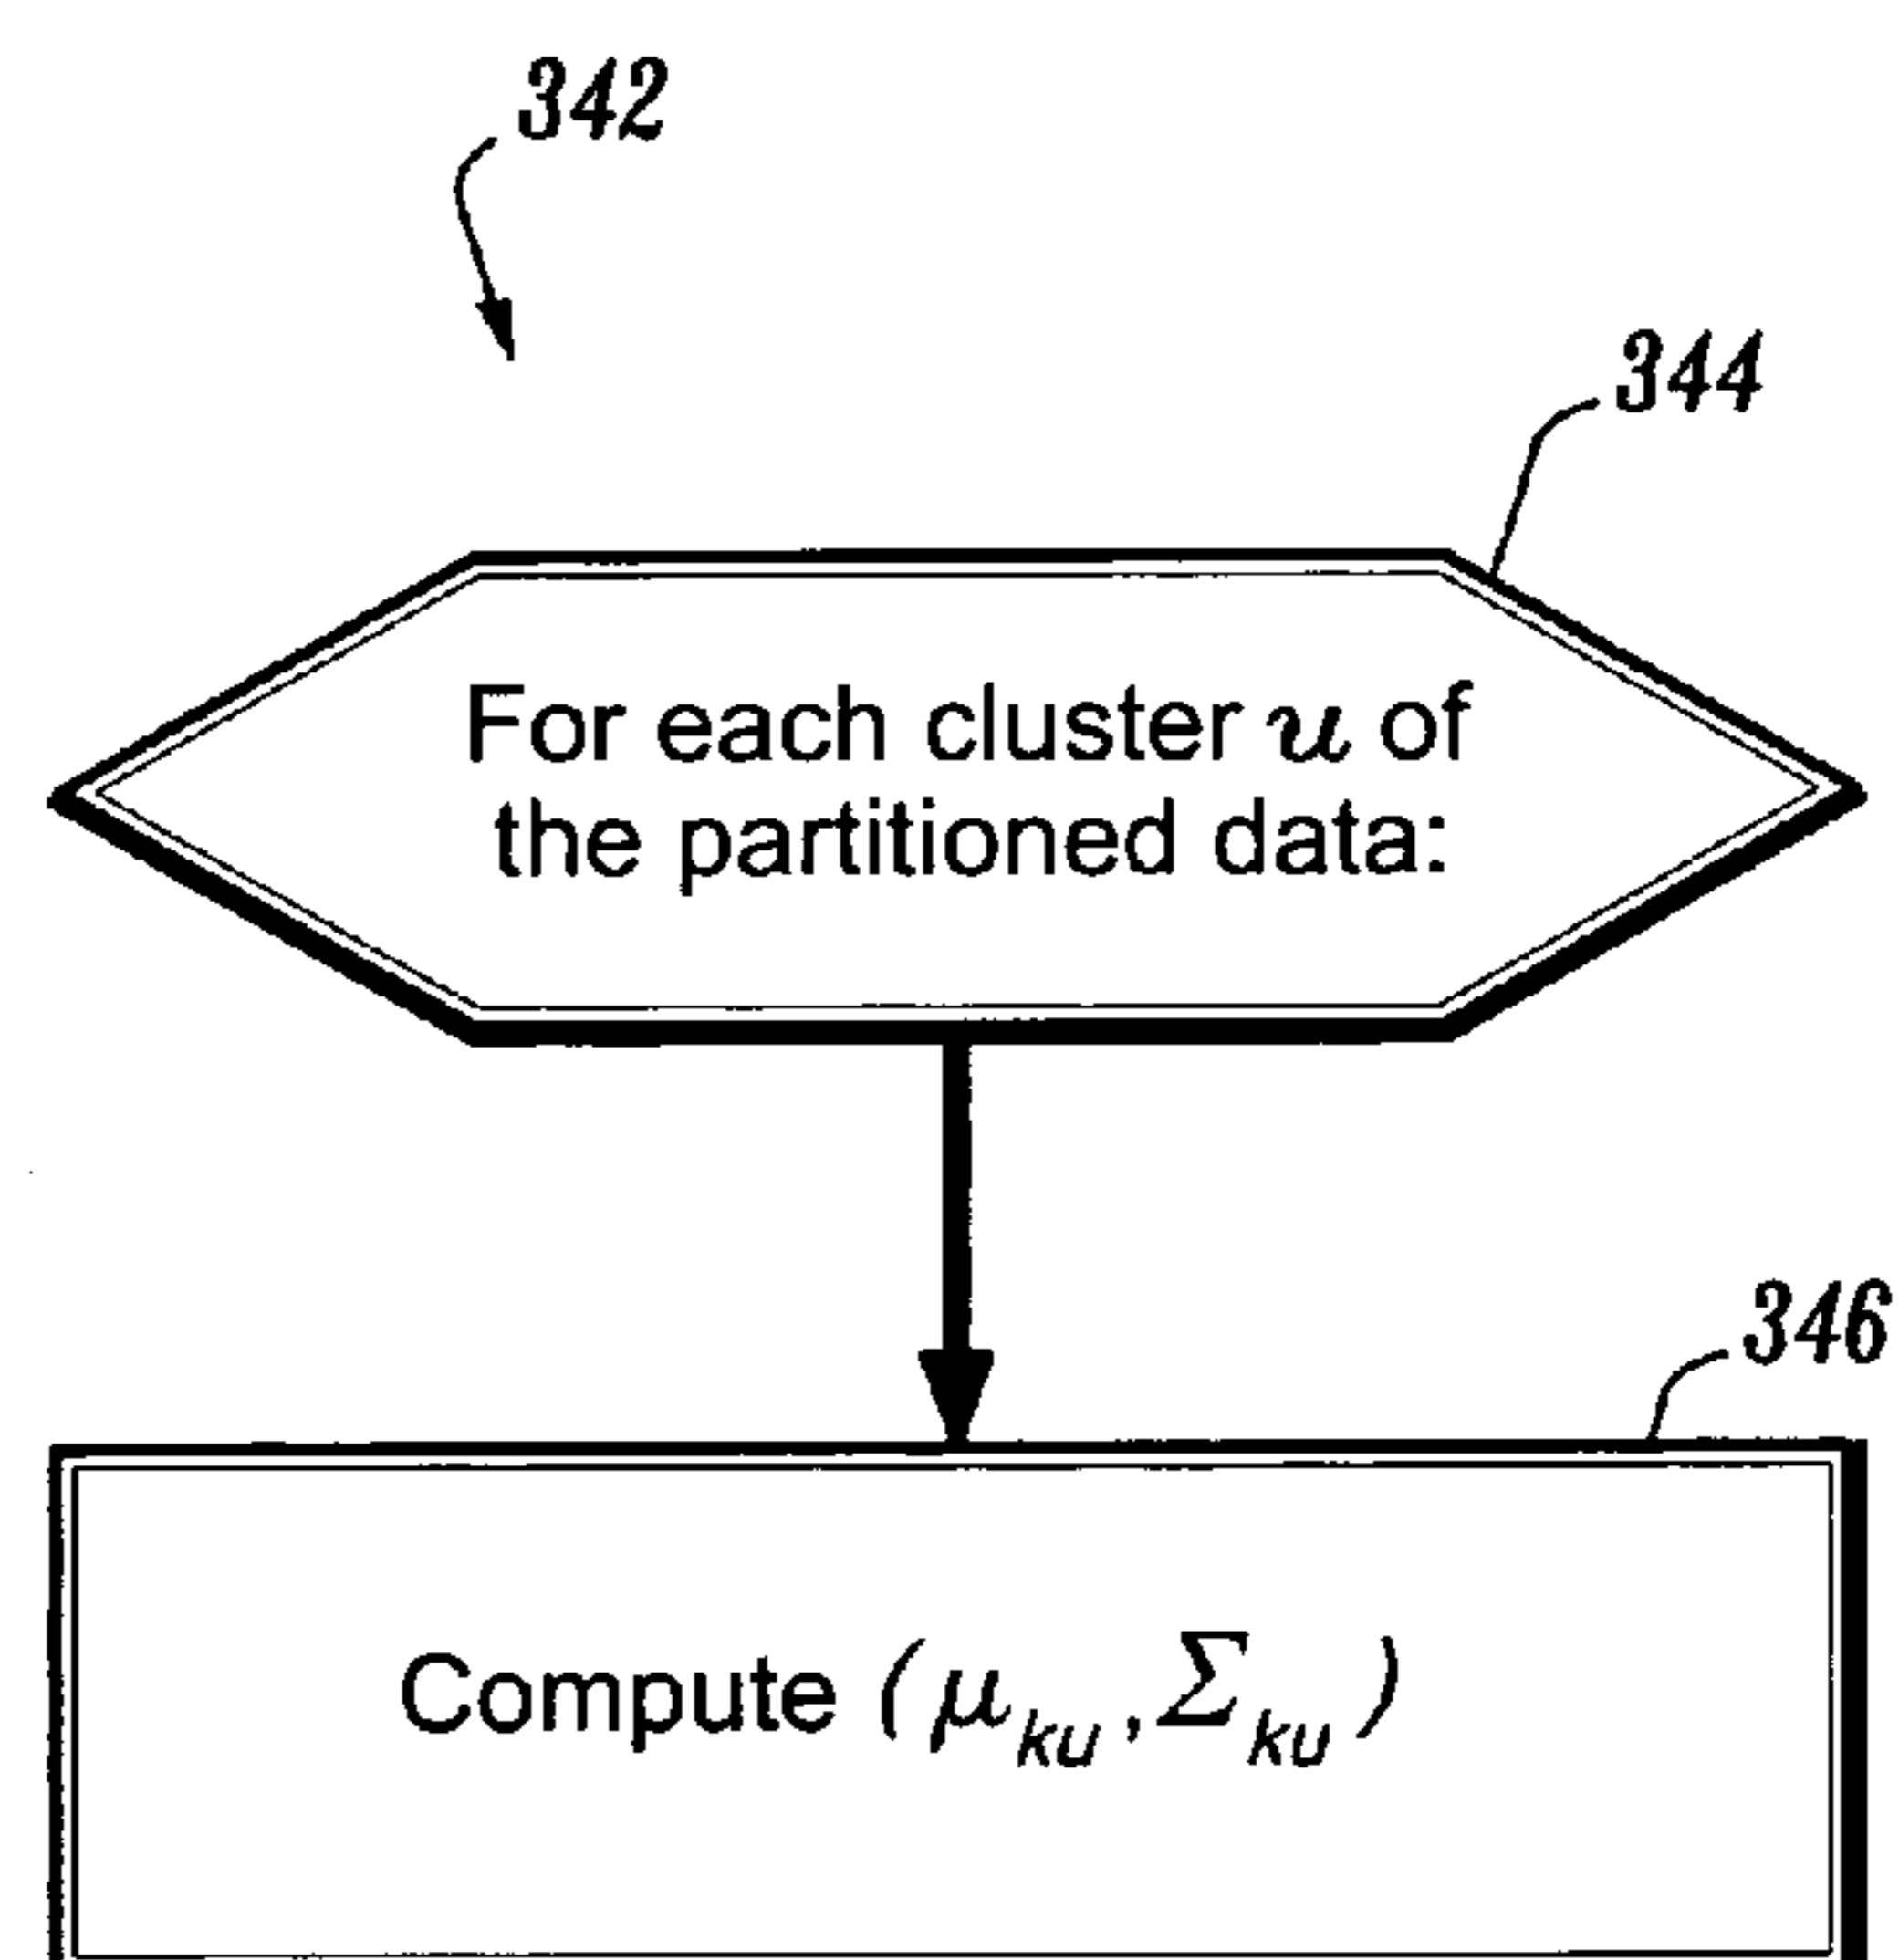 342
344
For each cluster u of
the partitioned data:
346
Compute (μku,Σku)